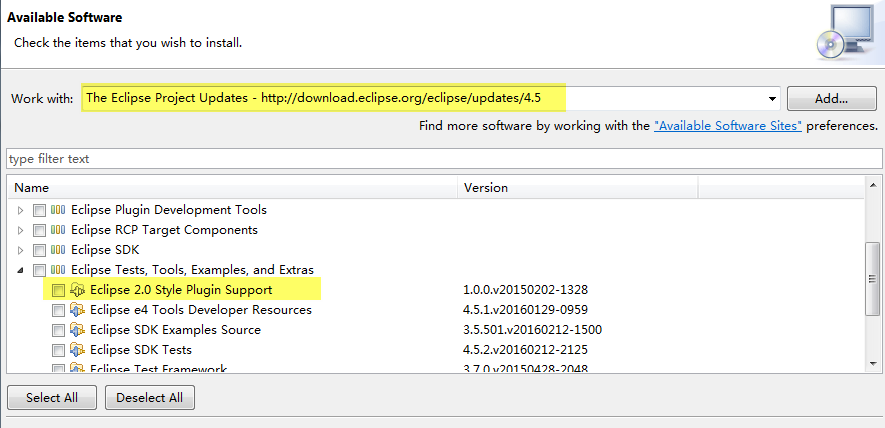 Available Software
Check the items that you wish to install.
Work with: The Eclipse Project Updates - http://download.eclipse.org/eclipse/updates/4.5 Add...
Find more software by working with the "Available Software Sites" preferences.
type filter text
Name Version
Eclipse Plugin Development Tools
Eclipse RCP Target Components
Eclipse SDK
Eclipse Tests, Tools, Examples, and Extras
Eclipse 2.0 Style Plugin Support 1.0.0.v20150202-1328
Eclipse e4 Tools Developer Resources 4.5.1.v20160129-0959
Eclipse SDK Examples Source 3.5.501.v20160212-1500
Eclipse SDK Tests 4.5.2.v20160212-2125
Eclipse Test Framework 3.7.0.v20150428-2048
Select All Deselect All